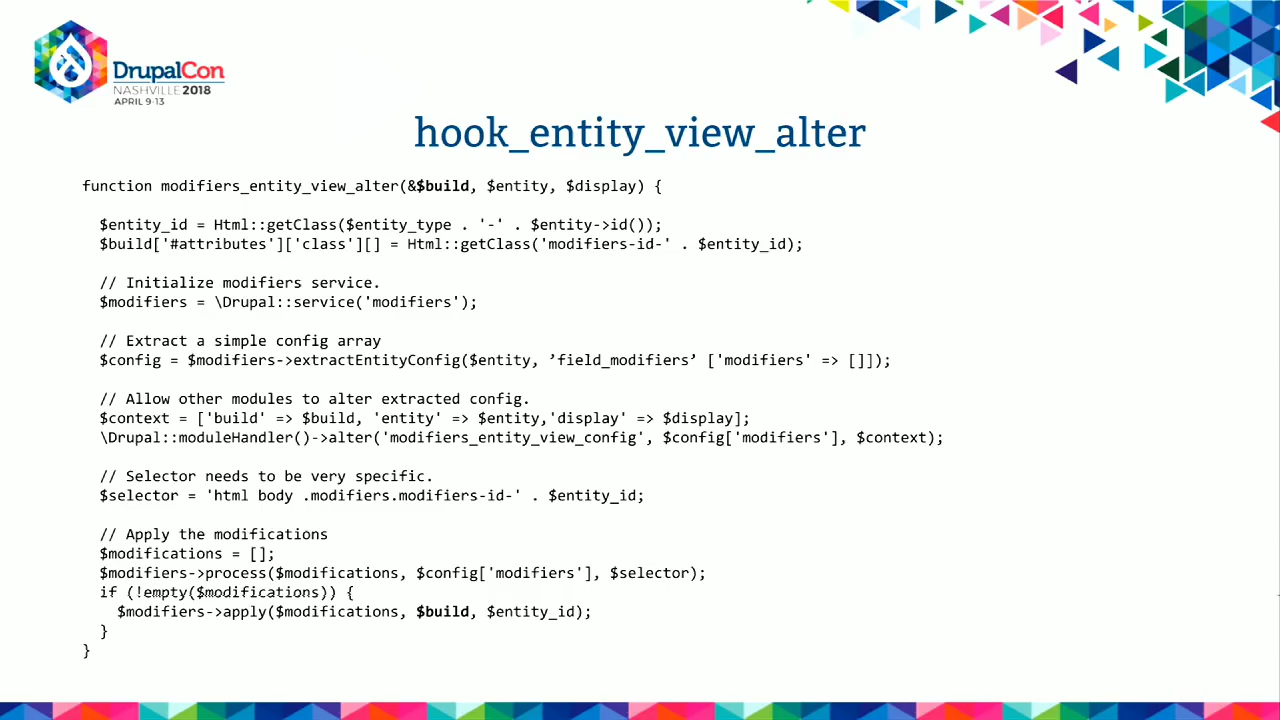 DrupalCon
NASHVILLE 2018
APRIL 9-13
hook_entity_view_alter
function modifiers_entity_view_alter(&$build, $entity, $display) {
$entity_id = Html::getClass($entity_type . '-' . $entity->id());
$build['#attributes']['class'][] = Html::getClass('modifiers-id-' . $entity_id);
// Initialize modifiers service.
$modifiers = \Drupal::service('modifiers');
// Extract a simple config array
$config = $modifiers->extractEntityConfig($entity, ’field_modifiers’ ['modifiers' => []]);
// Allow other modules to alter extracted config.
$context = ['build' => $build, 'entity' => $entity,'display' => $display];
\Drupal::moduleHandler()->alter('modifiers_entity_view_config', $config['modifiers'], $context);
// Selector needs to be very specific.
$selector = 'html body .modifiers.modifiers-id-' . $entity_id;
// Apply the modifications
$modifications = [];
$modifiers->process($modifications, $config['modifiers'], $selector);
if (!empty($modifications)) {
$modifiers->apply($modifications, $build, $entity_id);
}
}